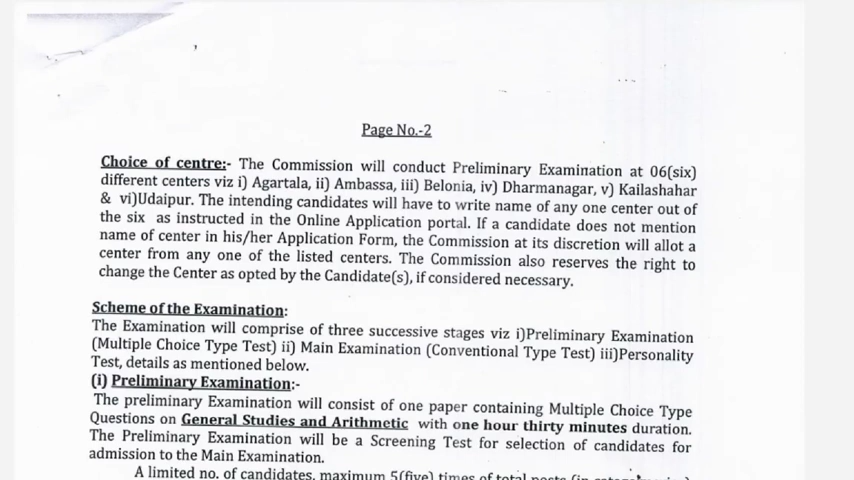 Page No.-2
Choice of centre:- The Commission will conduct Preliminary Examination at 06(six)
different centers viz i) Agartala, ii) Ambassa, iii) Belonia, iv) Dharmanagar, v) Kailashahar
& vi)Udaipur. The intending candidates will have to write name of any one center out of
the six as instructed in the Online Application portal. If a candidate does not mention
name of center in his/her Application Form, the Commission at its discretion will allot a
center from any one of the listed centers. The Commission also reserves the right to
change the Center as opted by the Candidate(s), if considered necessary.
Scheme of the Examination:
The Examination will comprise of three successive stages viz i)Preliminary Examination
(Multiple Choice Type Test) ii) Main Examination (Conventional Type Test) iii)Personality
Test, details as mentioned below.
(i) Preliminary Examination:-
The preliminary Examination will consist of one paper containing Multiple Choice Type
Questions on General Studies and Arithmetic with one hour thirty minutes duration.
The Preliminary Examination will be a Screening Test for selection of candidates for
admission to the Main Examination.
A limited no. of candidates, maximum 5(five) times of total posts (in